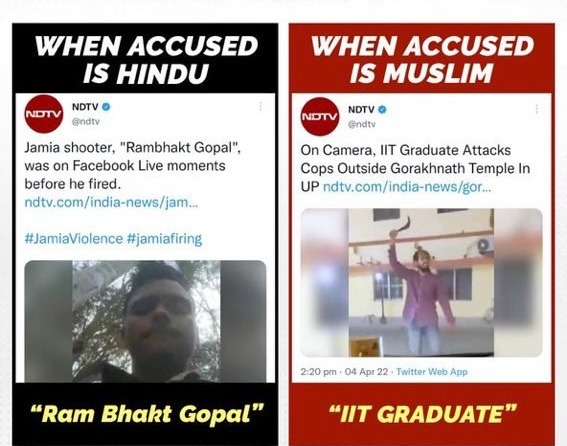 WHEN ACCUSED
IS HINDU
NDTV
NDTV
@ndtv
Jamia shooter, "Rambhakt Gopal",
was on Facebook Live moments
before he fired.
ndtv.com/india-news/jam...
#JamiaViolence #jamiafiring
“Ram Bhakt Gopal”
WHEN ACCUSED
IS MUSLIM
NDTV
NDTV
@ndtv
On Camera, IIT Graduate Attacks
Cops Outside Gorakhnath Temple In
UP ndtv.com/india-news/gor...
2:20 pm · 04 Apr 22 · Twitter Web App
“IIT GRADUATE”